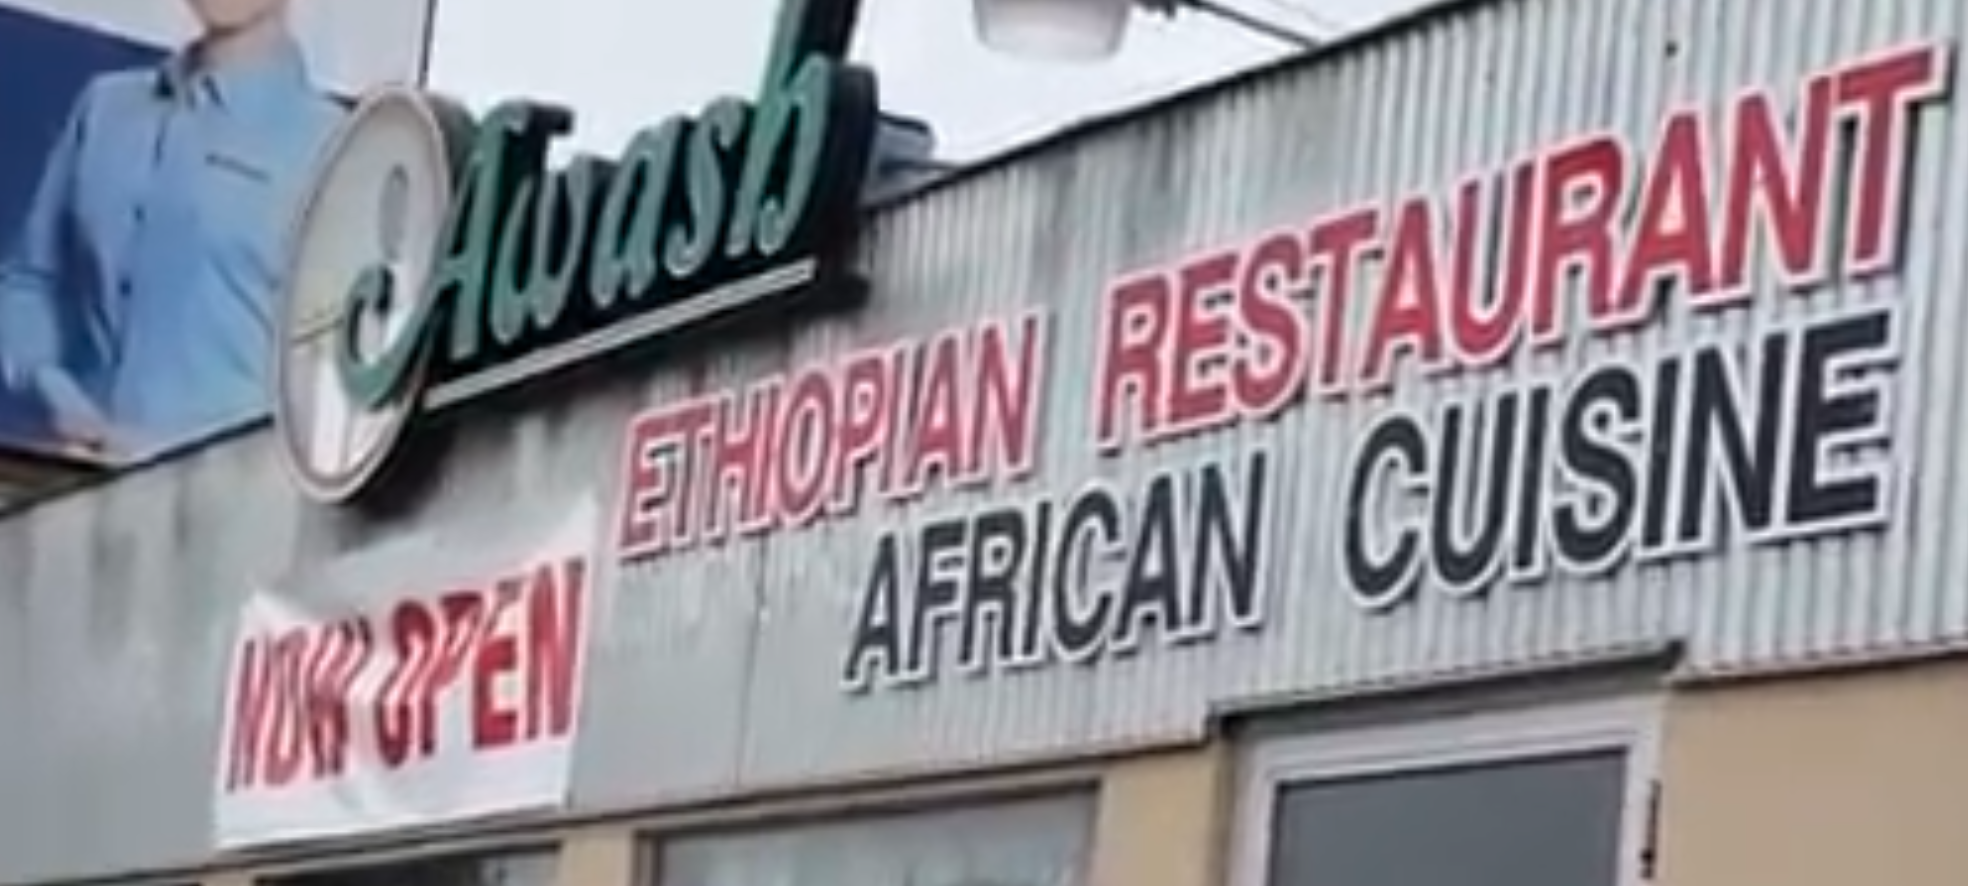 Awash
ETHIOPIAN RESTAURANT
AFRICAN CUISINE
NOW OPEN